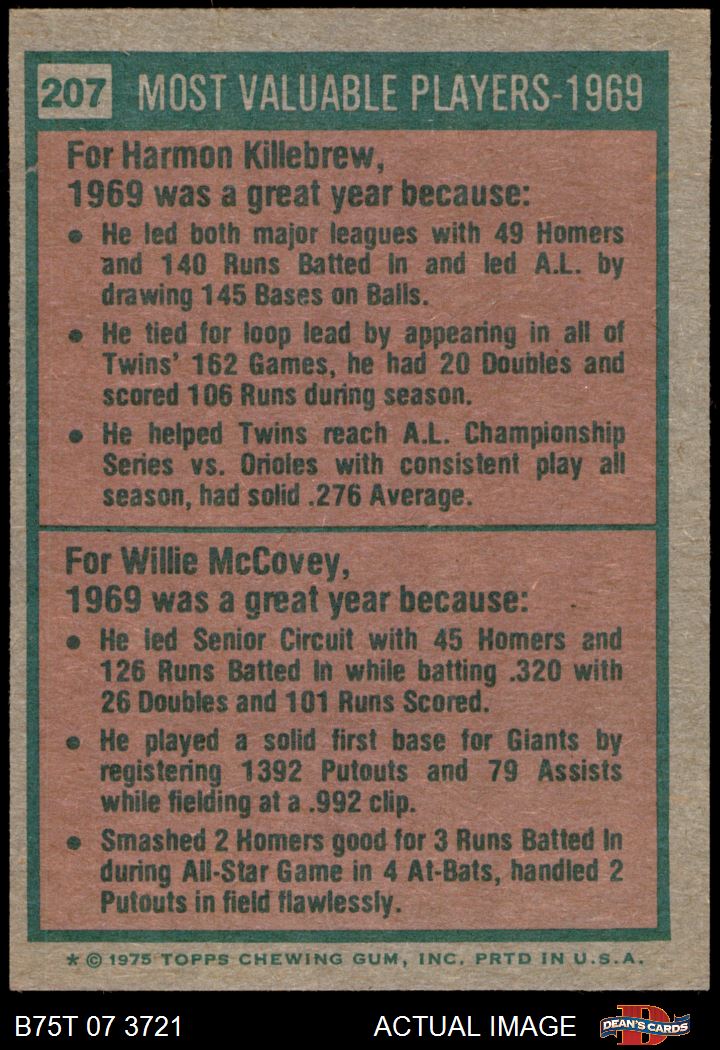 207 MOST VALUABLE PLAYERS-1969
For Harmon Killebrew,
1969 was a great year because:
• He led both major leagues with 49 Homers
and 140 Runs Batted In and led A.L. by
drawing 145 Bases on Balls.
• He tied for loop lead by appearing in all of
Twins' 162 Games, he had 20 Doubles and
scored 106 Runs during season.
• He helped Twins reach A.L. Championship
Series vs. Orioles with consistent play all
season, had solid .276 Average.
For Willie McCovey,
1969 was a great year because:
• He led Senior Circuit with 45 Homers and
126 Runs Batted In while batting .320 with
26 Doubles and 101 Runs Scored.
• He played a solid first base for Giants by
registering 1392 Putouts and 79 Assists
while fielding at a .992 clip.
• Smashed 2 Homers good for 3 Runs Batted In
during All-Star Game in 4 At-Bats, handled 2
Putouts in field flawlessly.
* © 1975 TOPPS CHEWING GUM, INC. PRTD IN U.S.A.
B75T 07 3721 ACTUAL IMAGE D DEAN'S CARDS